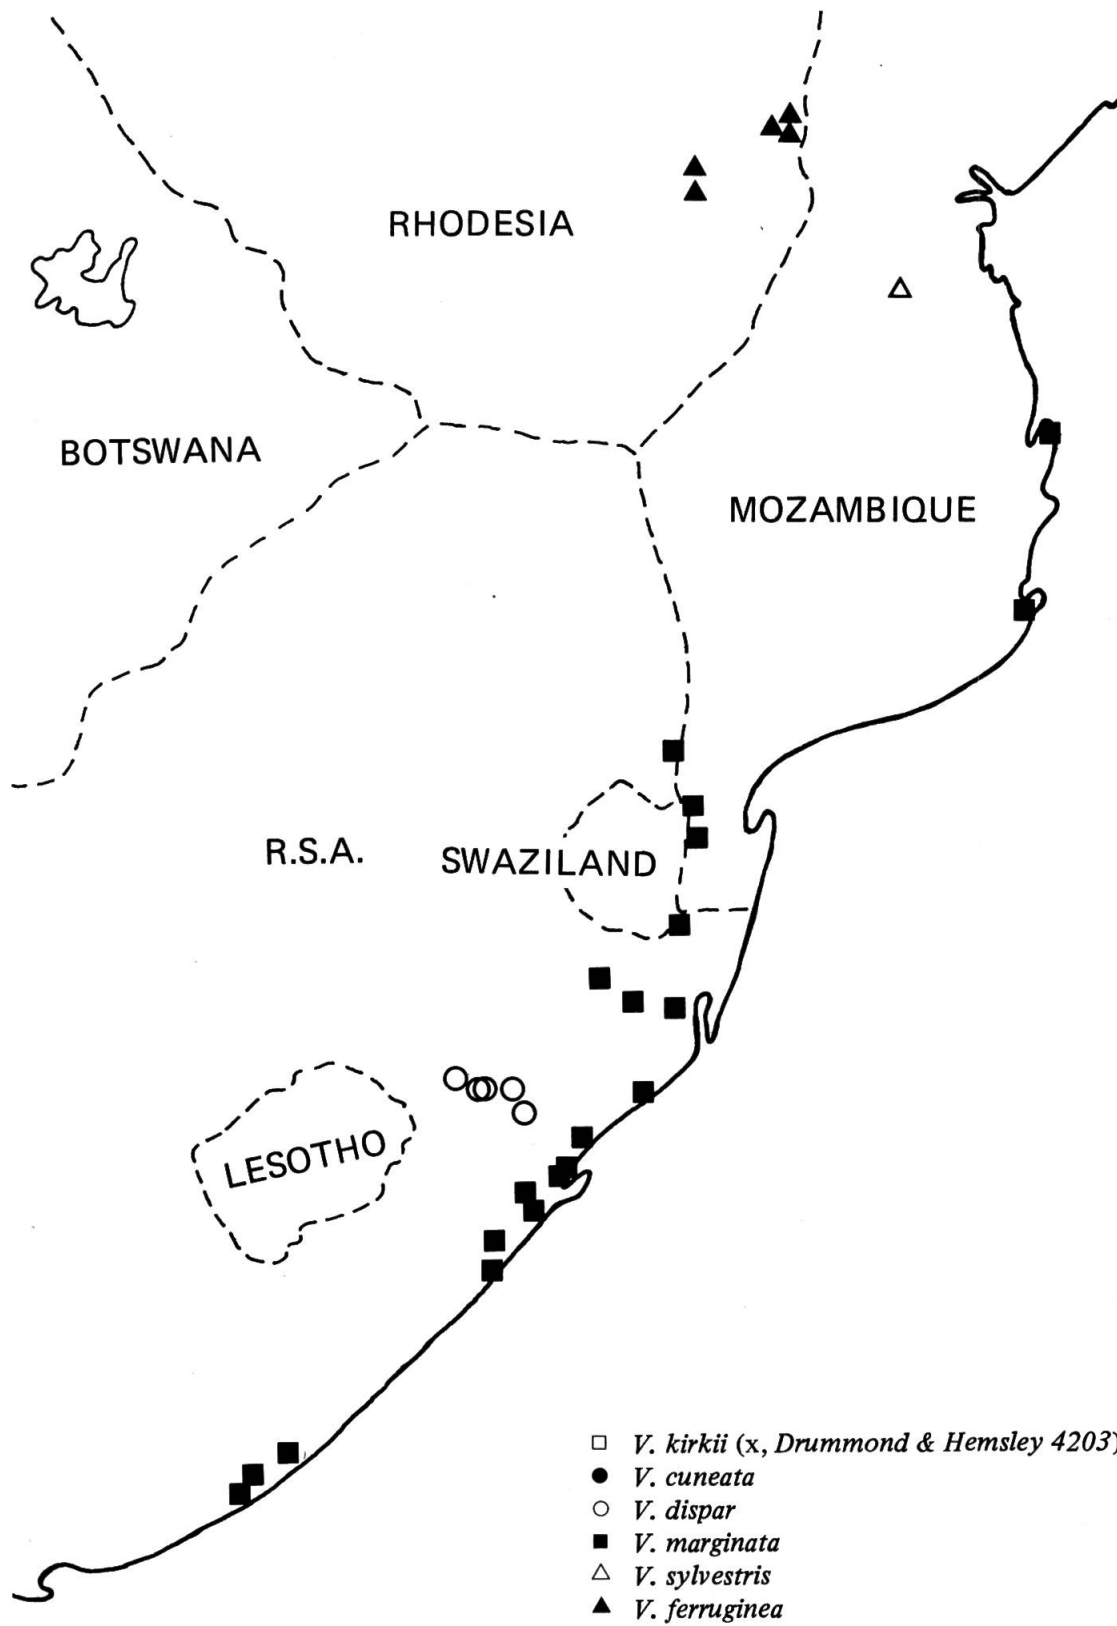 RHODESIA
BOTSWANA
MOZAMBIQUE
R.S.A.
SWAZILAND
LESOTHO
V. kirkii (x, Drummond & Hemsley 4203)
V. cuneata
V. dispar
V. marginata
V. sylvestris
V. ferruginea